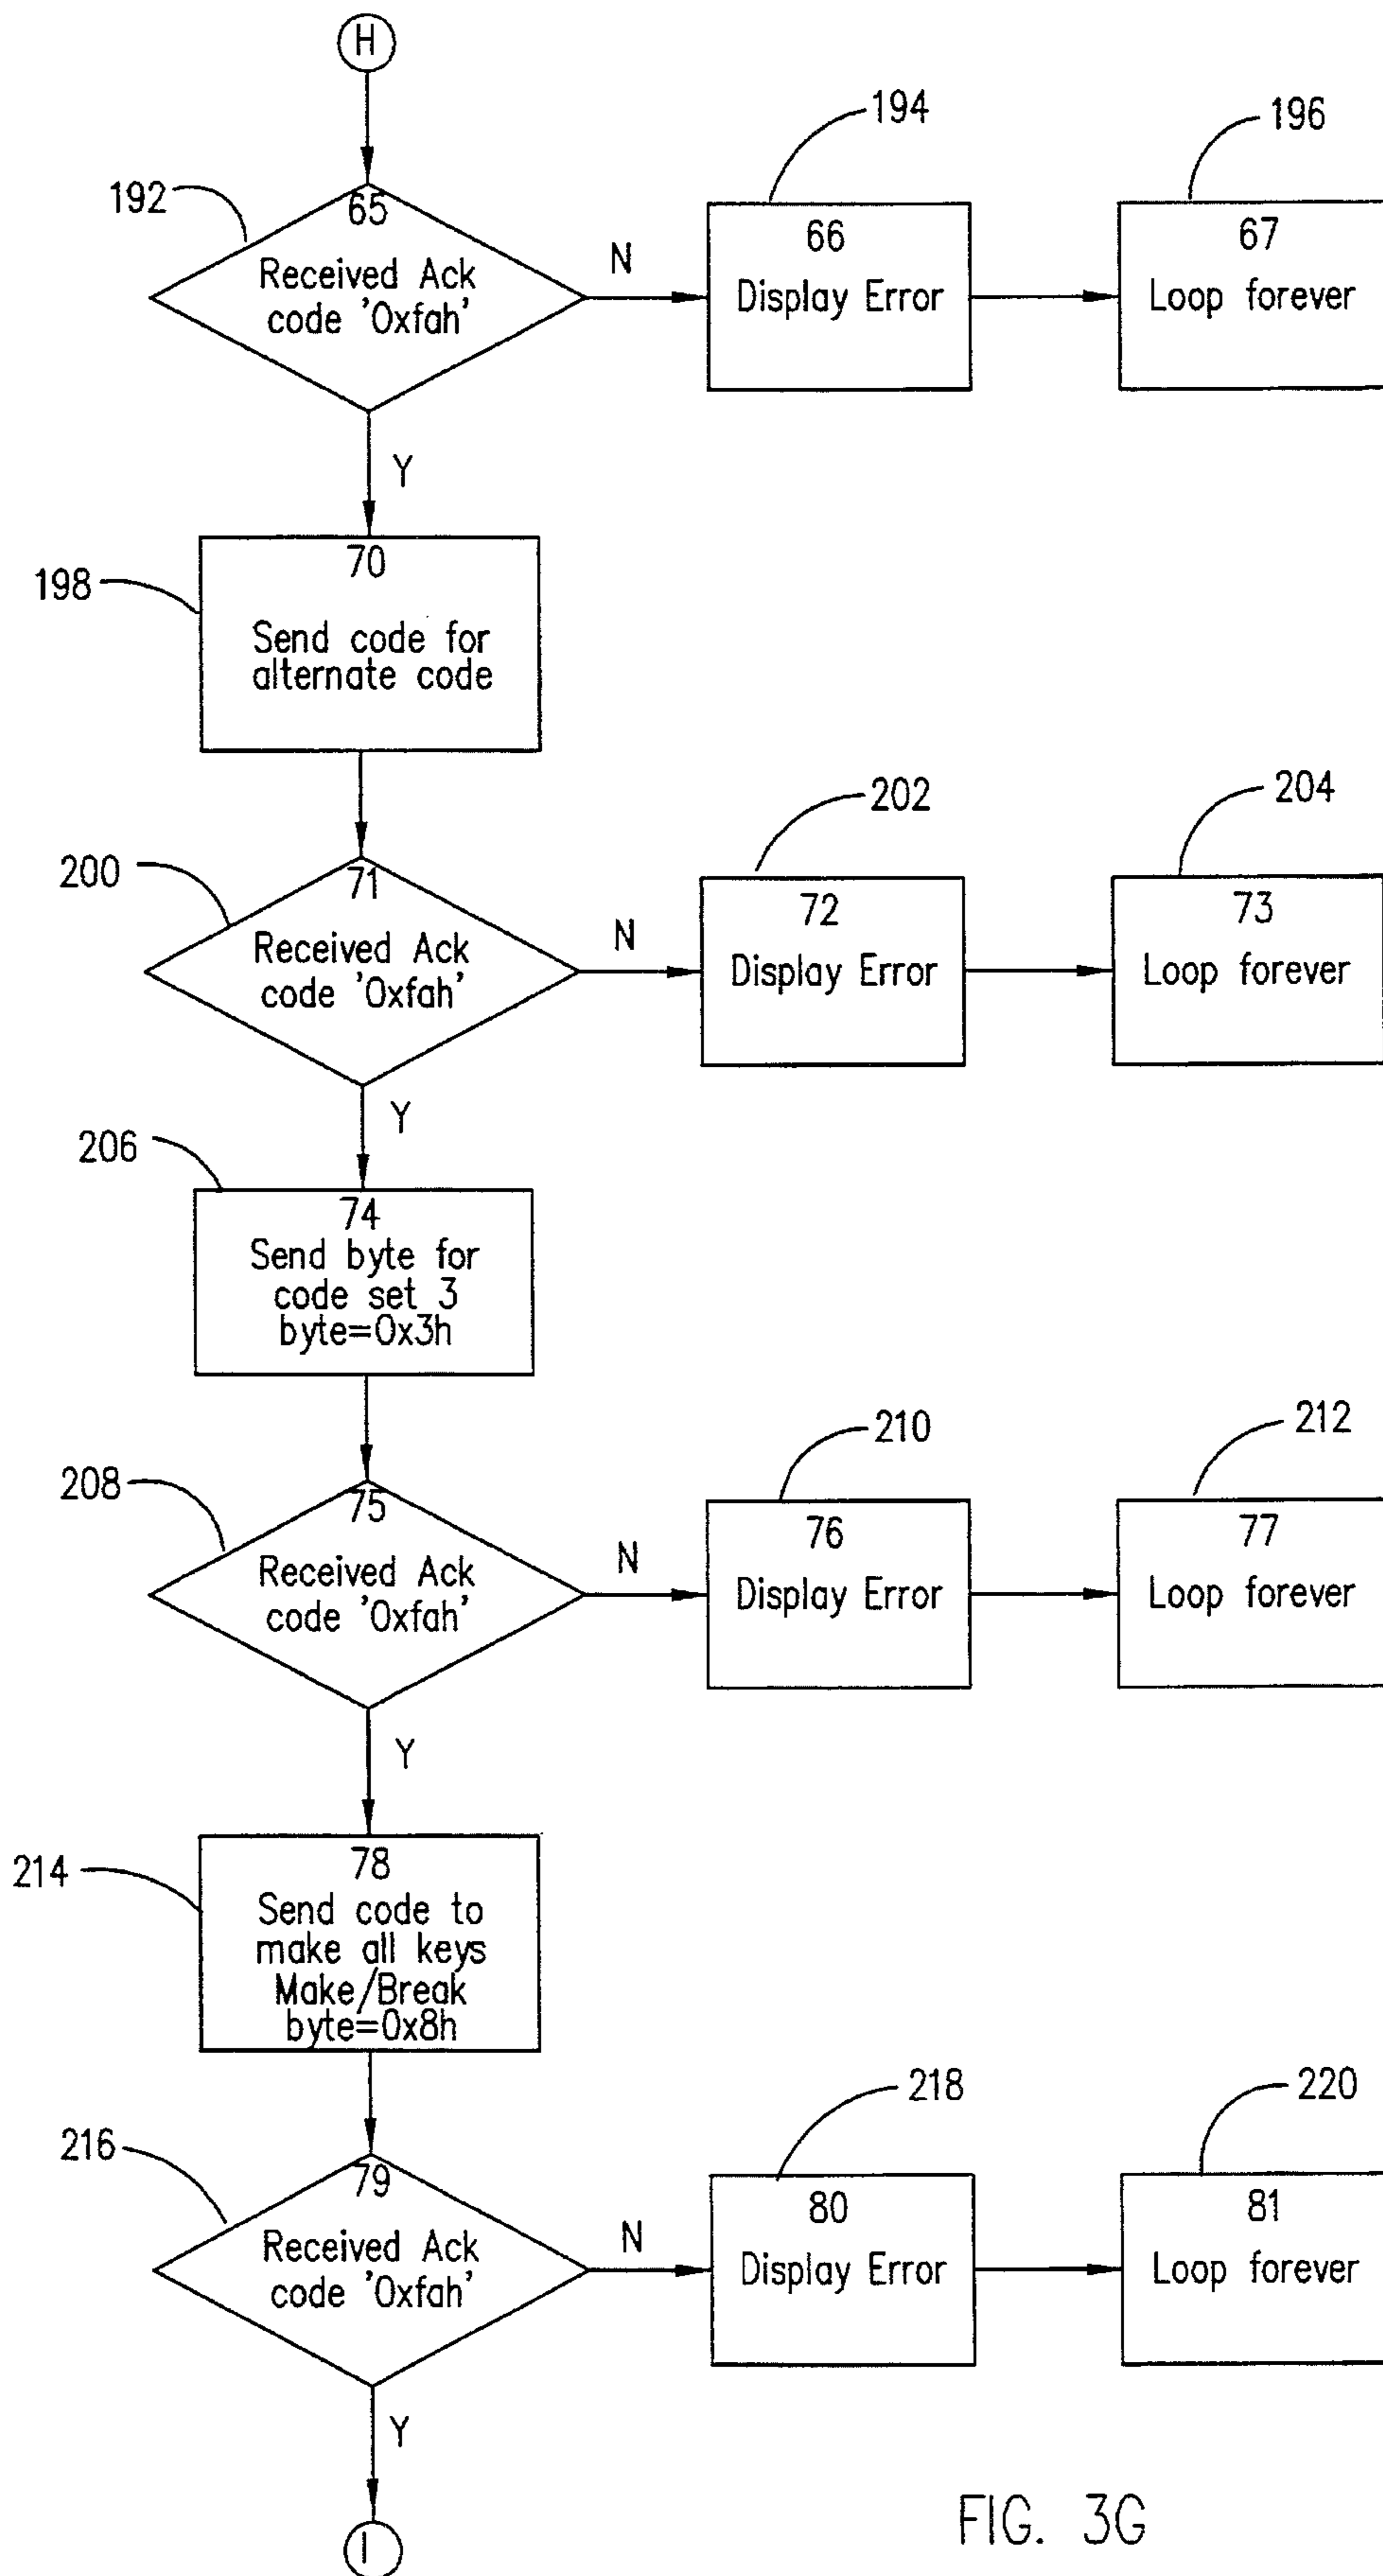 H
192
65
Received Ack
code 'Oxfah'
N
194
66
Display Error
196
67
Loop forever
Y
198
70
Send code for
alternate code
200
71
Received Ack
code 'Oxfah'
N
202
72
Display Error
204
73
Loop forever
Y
206
74
Send byte for
code set 3
byte=0x3h
208
75
Received Ack
code 'Oxfah'
N
210
76
Display Error
212
77
Loop forever
Y
214
78
Send code to
make all keys
Make/Break
byte=0x8h
216
79
Received Ack
code 'Oxfah'
N
218
80
Display Error
220
81
Loop forever
Y
I
FIG. 3G